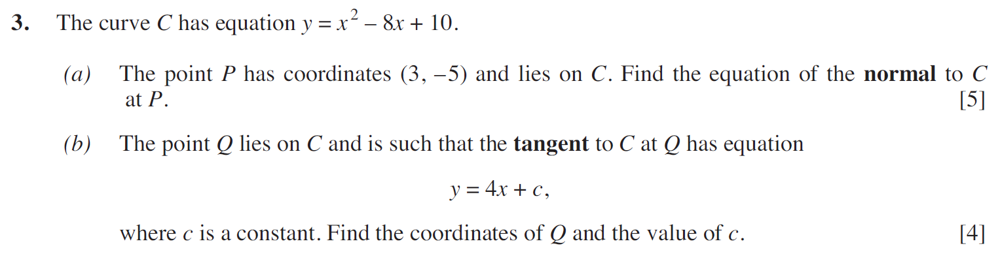 3. The curve C has equation y = x² – 8x + 10.
(a) The point P has coordinates (3, –5) and lies on C. Find the equation of the normal to C
at P. [5]
(b) The point Q lies on C and is such that the tangent to C at Q has equation
y = 4x + c,
where c is a constant. Find the coordinates of Q and the value of c. [4]